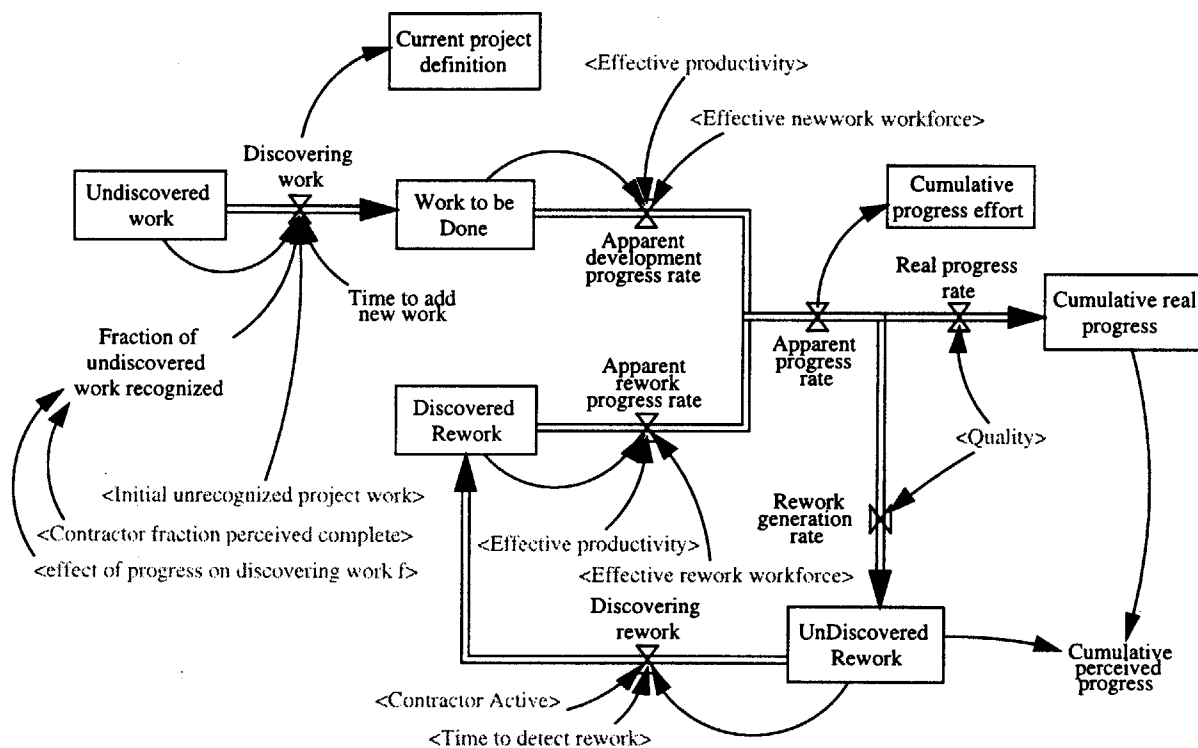 Current project
definition
<Effective productivity>
<Effective newwork workforce>
Discovering
work
Undiscovered
work
Work to be
Done
Cumulative
progress effort
Apparent
development
progress rate
Real progress
rate
Time to add
new work
Cumulative real
progress
Fraction of
undiscovered
work recognized
Apparent
progress
rate
Apparent
rework
progress rate
Discovered
Rework
<Quality>
<Initial unrecognized project work>
<Contractor fraction perceived complete>
<effect of progress on discovering work f>
Rework
generation
rate
<Effective productivity>
<Effective rework workforce>
Discovering
rework
UnDiscovered
Rework
Cumulative
perceived
progress
<Contractor Active>
<Time to detect rework>